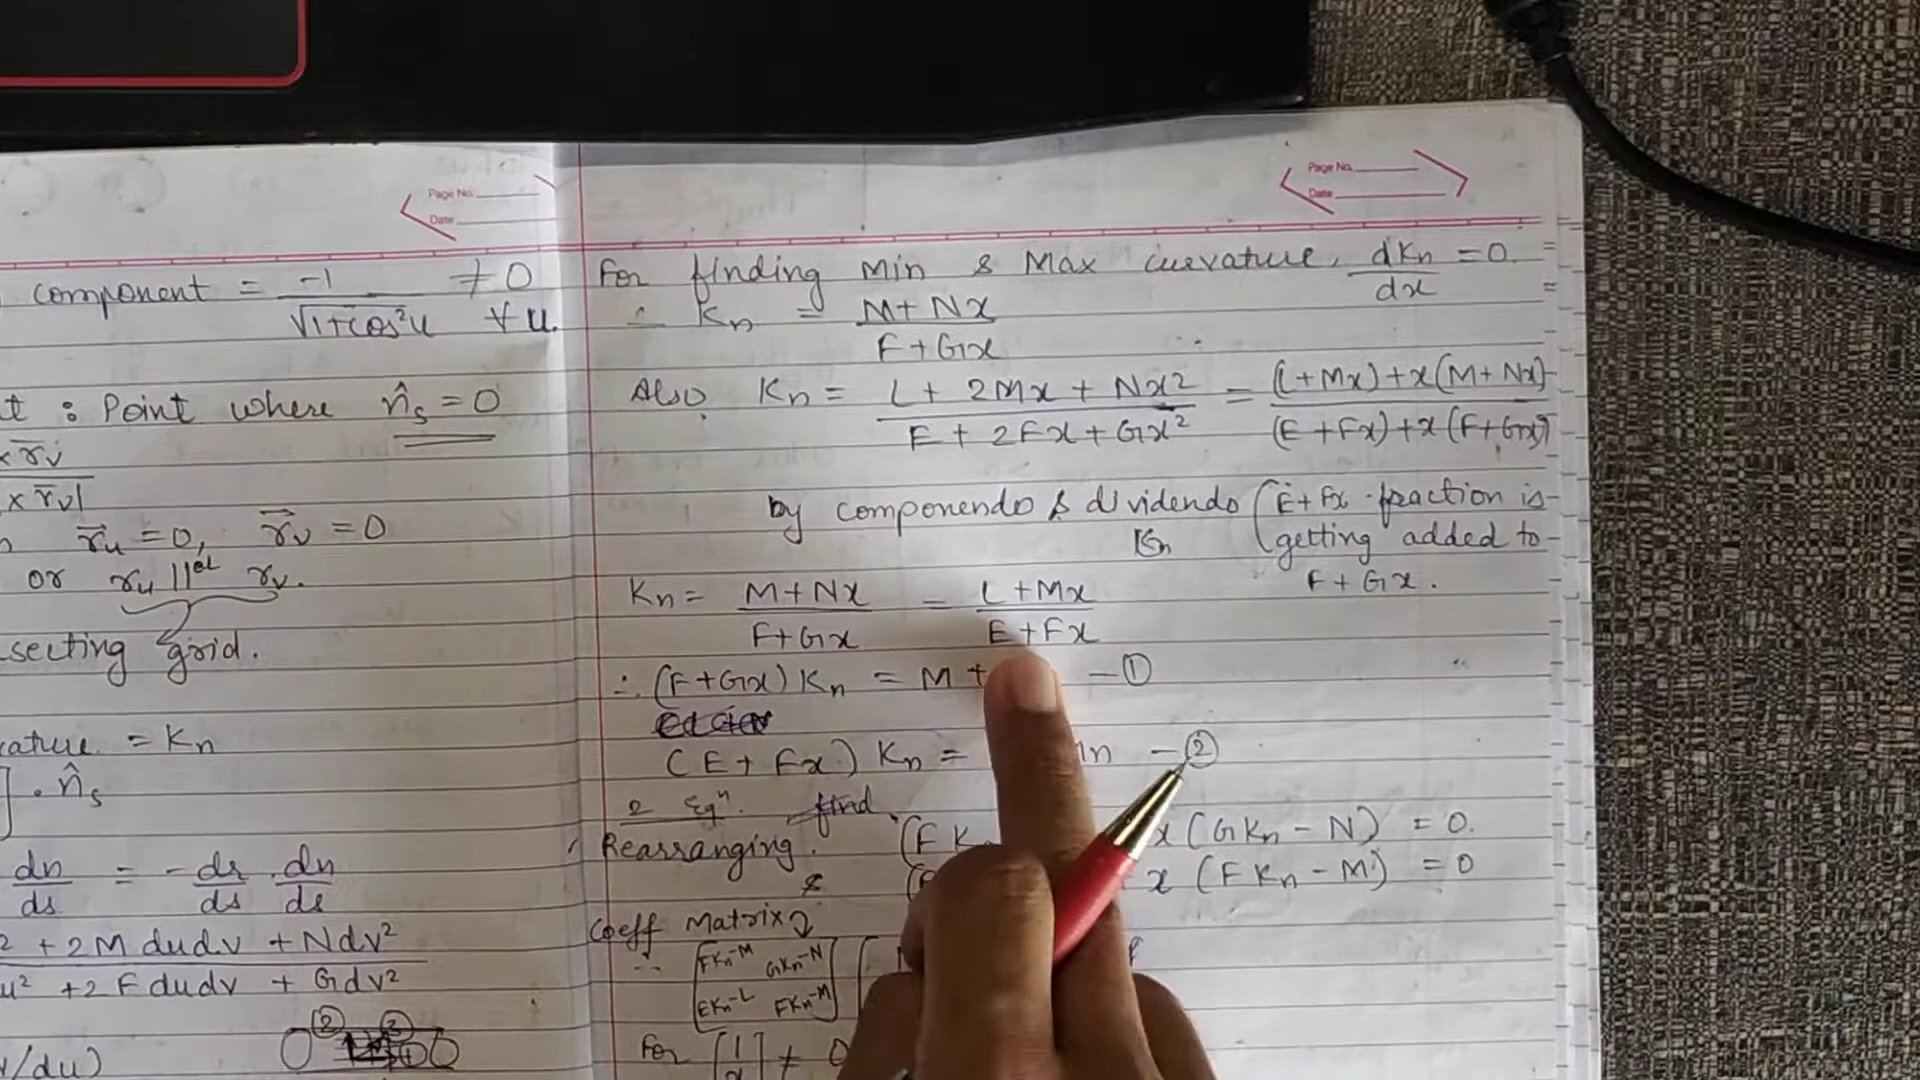 Page No.
Date
component = -1/√1+cos²u ≠ 0 ∀ u.
: Point where n̂s = 0
× r̄v
× r̄v|
r⃗u = 0, r⃗v = 0
or ru ||el rv.
secting grid.
= Kn
] . n̂s
dn/ds = -dr/ds . dn/ds
2 + 2M dudv + Ndv²
u² + 2F dudv + Gdv²
/du)
Page No.
Date
For finding Min & Max curvature, dKn/dx = 0.
∴ Kn = M+Nx/F+Gx
Also Kn = L + 2Mx + Nx²/E + 2Fx + Gx² = (L+Mx)+x(M+Nx)/(E+Fx)+x(F+Gx)
by componendo & dividendo (E+Fx fraction is
Kn getting added to
F+Gx.
Kn = M+Nx/F+Gx = L+Mx/E+Fx
∴ (F+Gx) Kn = M + - ①
(E+Fx) Kn = - ②
2 Eqn.
Rearranging. (F K x(GKn - N) = 0.
& x(FKn - M) = 0
Coeff Matrix
∴ [FKn-M GKn-N
EKn-L FKn-M]
For [1 ≠ 0